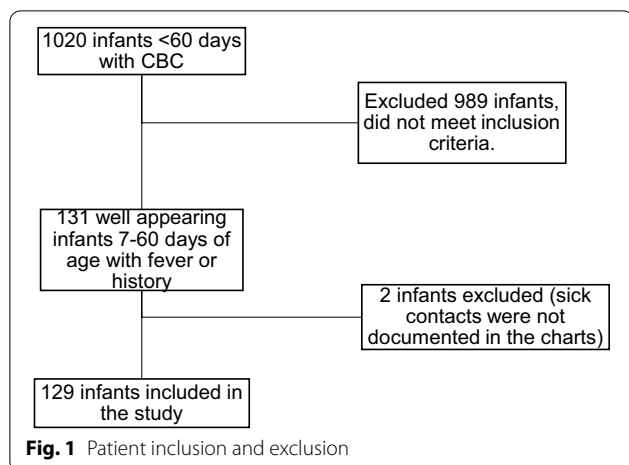 1020 infants <60 days
with CBC
Excluded 989 infants,
did not meet inclusion
criteria.
131 well appearing
infants 7-60 days of
age with fever or
history
2 infants excluded (sick
contacts were not
documented in the charts)
129 infants included in
the study
Fig. 1 Patient inclusion and exclusion